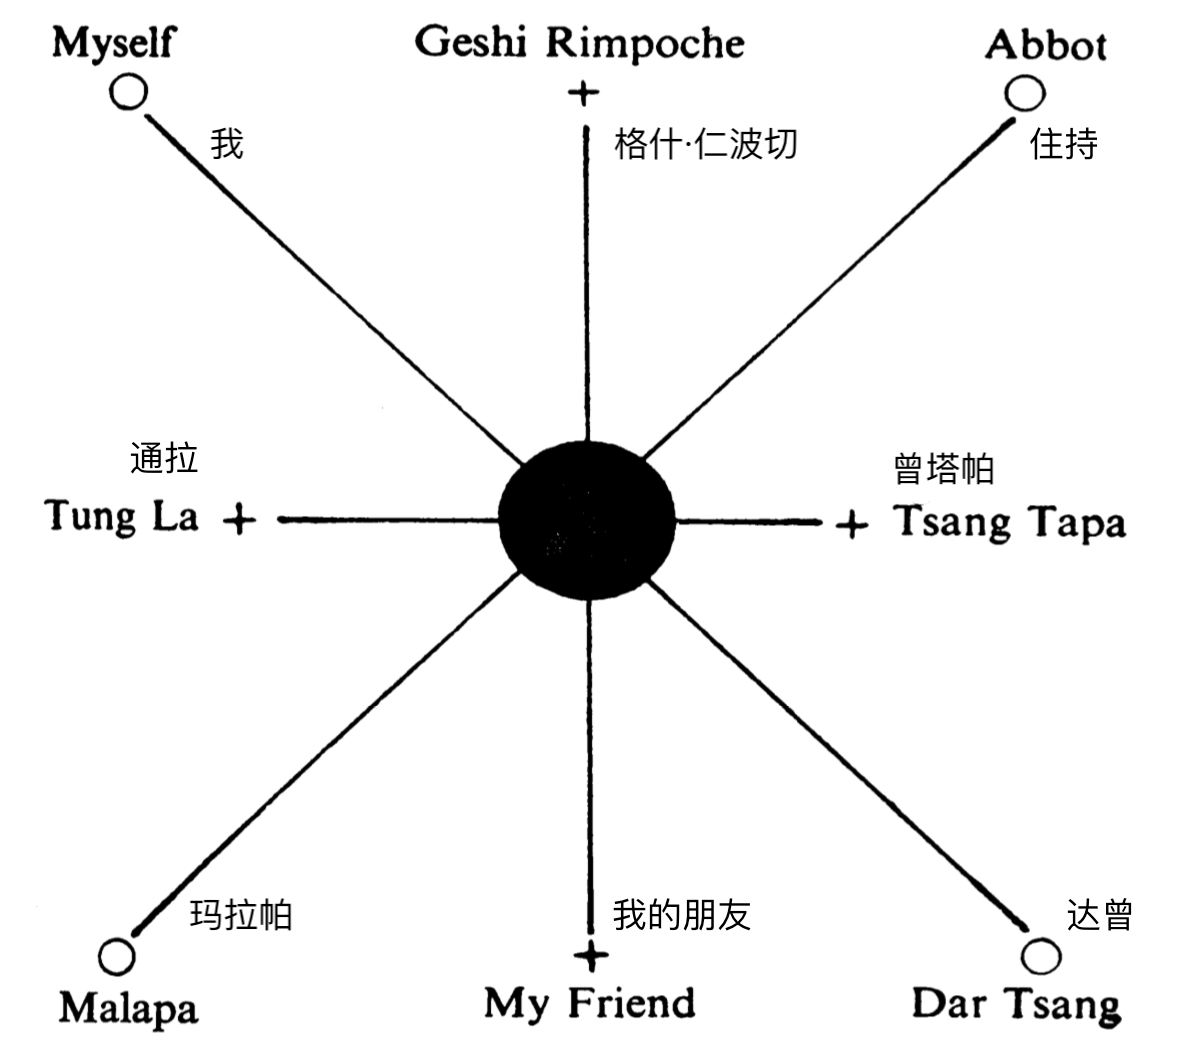 Myself
Geshi Rimpoche
Abbot
我
格什·仁波切
住持
通拉
曾塔帕
Tung La
Tsang Tapa
玛拉帕
我的朋友
达曾
Malapa
My Friend
Dar Tsang